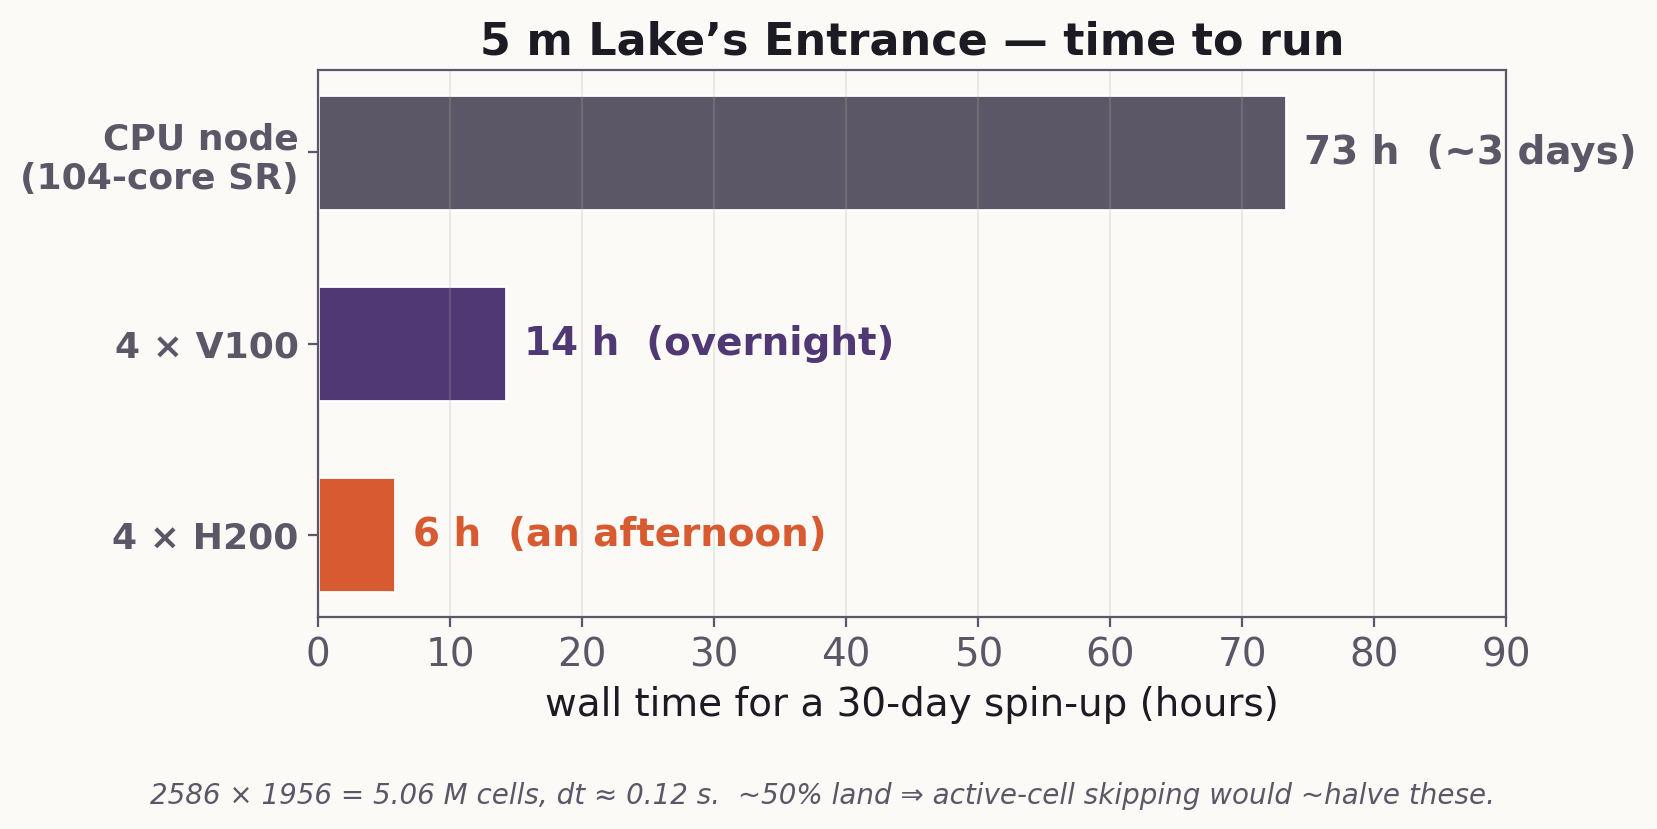 5 m Lake’s Entrance — time to run
CPU node
(104-core SR)
73 h  (~3 days)
4 × V100
14 h  (overnight)
4 × H200
6 h  (an afternoon)
0 10 20 30 40 50 60 70 80 90
wall time for a 30-day spin-up (hours)
2586 × 1956 = 5.06 M cells, dt ≈ 0.12 s.  ~50% land ⇒ active-cell skipping would ~halve these.